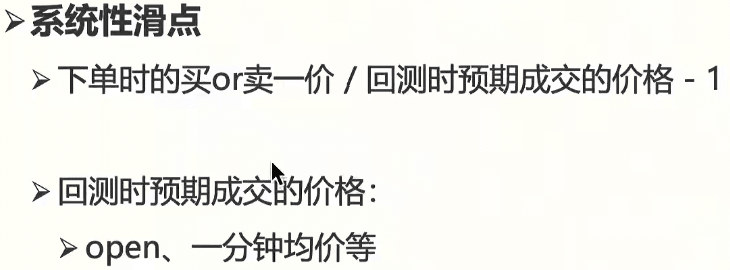 ➢系统性滑点
➢下单时的买or卖一价 / 回测时预期成交的价格 - 1
➢回测时预期成交的价格：
➢open、一分钟均价等